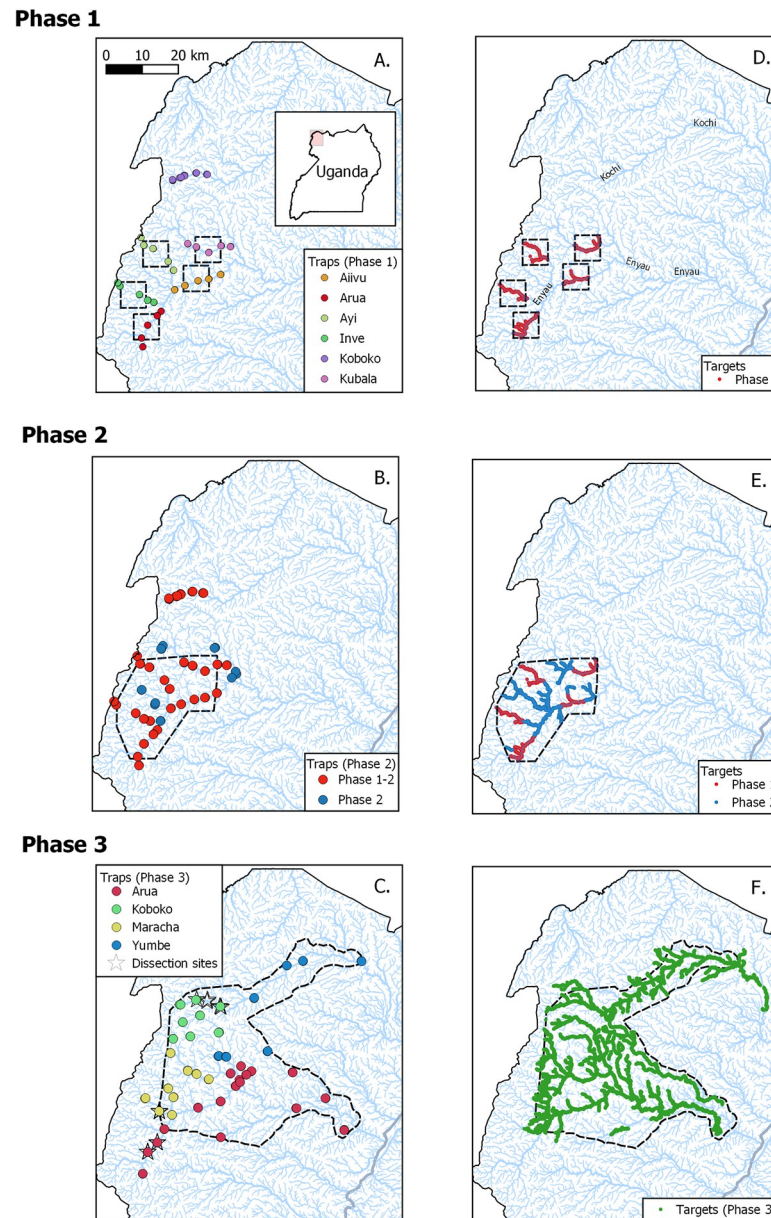 Phase 1
0 10 20 km
A.
Uganda
Traps (Phase 1)
Aiivu
Arua
Ayi
Inve
Koboko
Kubala
D.
Kochi
Kochi
Enyau
Enyau
Enyau
Targets
Phase
Phase 2
B.
Traps (Phase 2)
Phase 1-2
Phase 2
E.
Targets
Phase
Phase
Phase 3
Traps (Phase 3)
Arua
Koboko
Maracha
Yumbe
Dissection sites
C.
F.
Targets (Phase 3